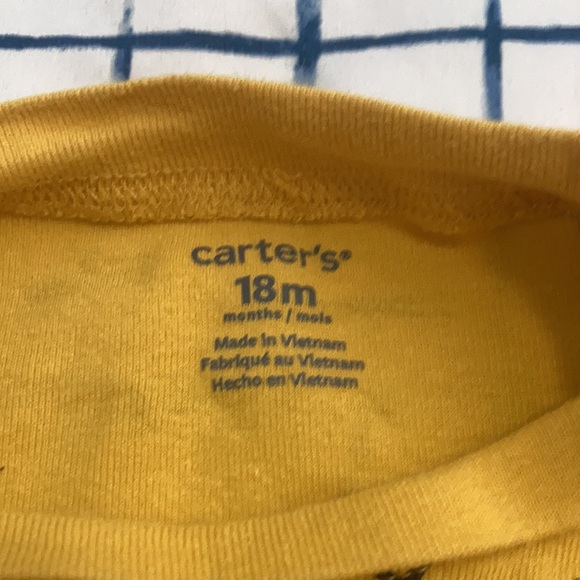 carter's®
18m
months / mois
Made in Vietnam
Fabriqué au Vietnam
Hecho en Vietnam